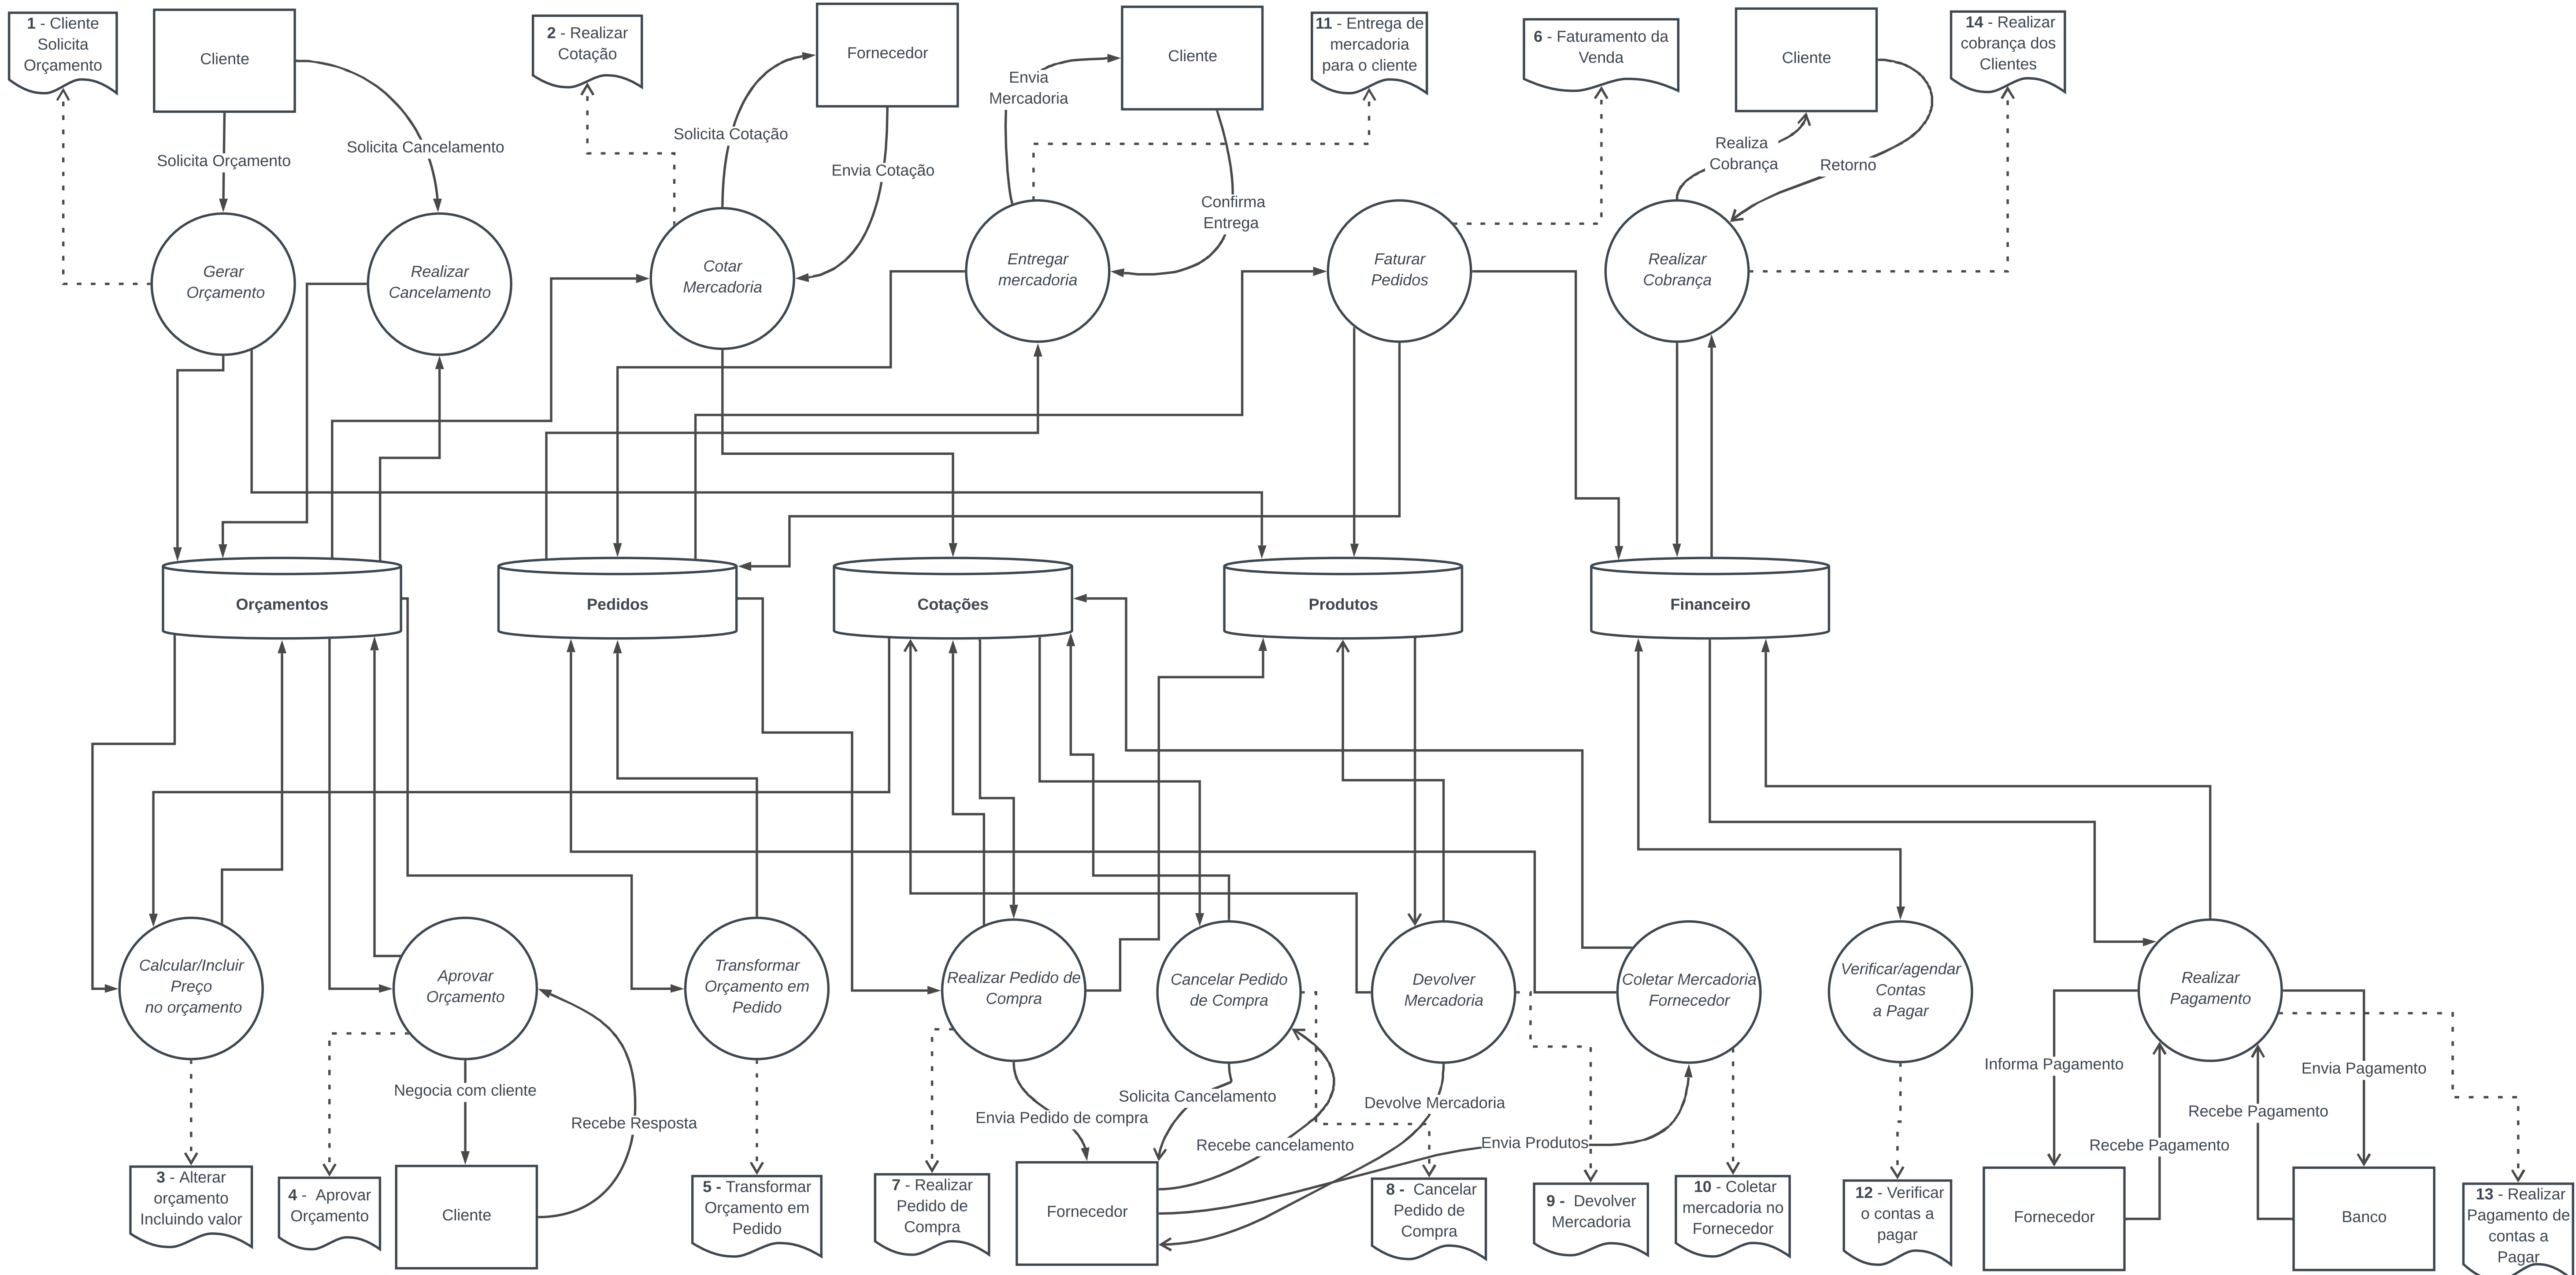 1 - Cliente
Solicita
Orçamento
Cliente
2 - Realizar
Cotação
Fornecedor
Cliente
11 - Entrega de
mercadoria
para o cliente
6 - Faturamento da
Venda
Cliente
14 - Realizar
cobrança dos
Clientes
Envia
Mercadoria
Solicita Orçamento
Solicita Cancelamento
Solicita Cotação
Envia Cotação
Confirma
Entrega
Realiza
Cobrança
Retorno
Gerar
Orçamento
Realizar
Cancelamento
Cotar
Mercadoria
Entregar
mercadoria
Faturar
Pedidos
Realizar
Cobrança
Orçamentos
Pedidos
Cotações
Produtos
Financeiro
Calcular/Incluir
Preço
no orçamento
Aprovar
Orçamento
Transformar
Orçamento em
Pedido
Realizar Pedido de
Compra
Cancelar Pedido
de Compra
Devolver
Mercadoria
Coletar Mercadoria
Fornecedor
Verificar/agendar
Contas
a Pagar
Realizar
Pagamento
Negocia com cliente
Recebe Resposta
Envia Pedido de compra
Solicita Cancelamento
Recebe cancelamento
Devolve Mercadoria
Envia Produtos
Informa Pagamento
Recebe Pagamento
Recebe Pagamento
Envia Pagamento
3 - Alterar
orçamento
Incluindo valor
4 - Aprovar
Orçamento
Cliente
5 - Transformar
Orçamento em
Pedido
7 - Realizar
Pedido de
Compra
Fornecedor
8 - Cancelar
Pedido de
Compra
9 - Devolver
Mercadoria
10 - Coletar
mercadoria no
Fornecedor
12 - Verificar
o contas a
pagar
Fornecedor
Banco
13 - Realizar
Pagamento de
contas a
Pagar